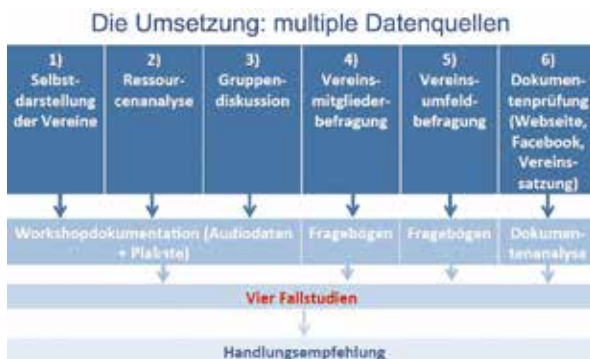 Die Umsetzung: multiple Datenquellen
1)
Selbst-
darstellung
der Vereine
2)
Ressour-
cenanalyse
3)
Gruppen-
diskussion
4)
Vereins-
mitglieder-
befragung
5)
Vereins-
umfeld-
befragung
6)
Dokumen-
tenprüfung
(Webseite,
Facebook,
Vereins-
satzung)
Workshopdokumentation (Audiodaten
+ Plakate)
Fragebögen
Fragebögen
Dokumen-
tenanalyse
Vier Fallstudien
Handlungsempfehlung